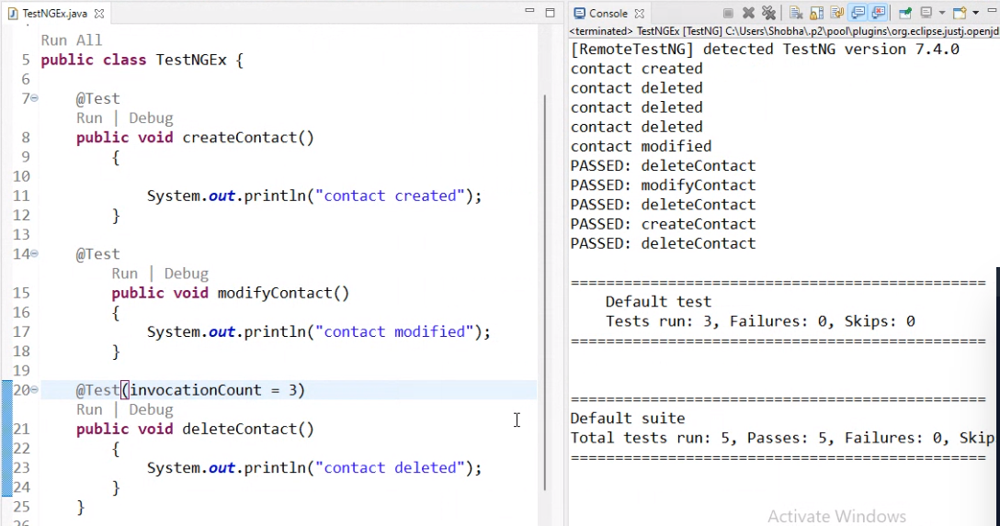 TestNGEx.java
Run All
5 public class TestNGEx {
6
7 @Test
Run | Debug
8 public void createContact()
9 {
10
11 System.out.println("contact created");
12 }
13
14 @Test
Run | Debug
15 public void modifyContact()
16 {
17 System.out.println("contact modified");
18 }
19
20 @Test(invocationCount = 3)
Run | Debug
21 public void deleteContact()
22 {
23 System.out.println("contact deleted");
24 }
25 }
Console
<terminated> TestNGEx [TestNG] C:\Users\Shobha\.p2\pool\plugins\org.eclipse.justj.openjd
[RemoteTestNG] detected TestNG version 7.4.0
contact created
contact deleted
contact deleted
contact deleted
contact modified
PASSED: deleteContact
PASSED: modifyContact
PASSED: deleteContact
PASSED: createContact
PASSED: deleteContact
===============================================
Default test
Tests run: 3, Failures: 0, Skips: 0
===============================================
===============================================
Default suite
Total tests run: 5, Passes: 5, Failures: 0, Skip
===============================================
Activate Windows